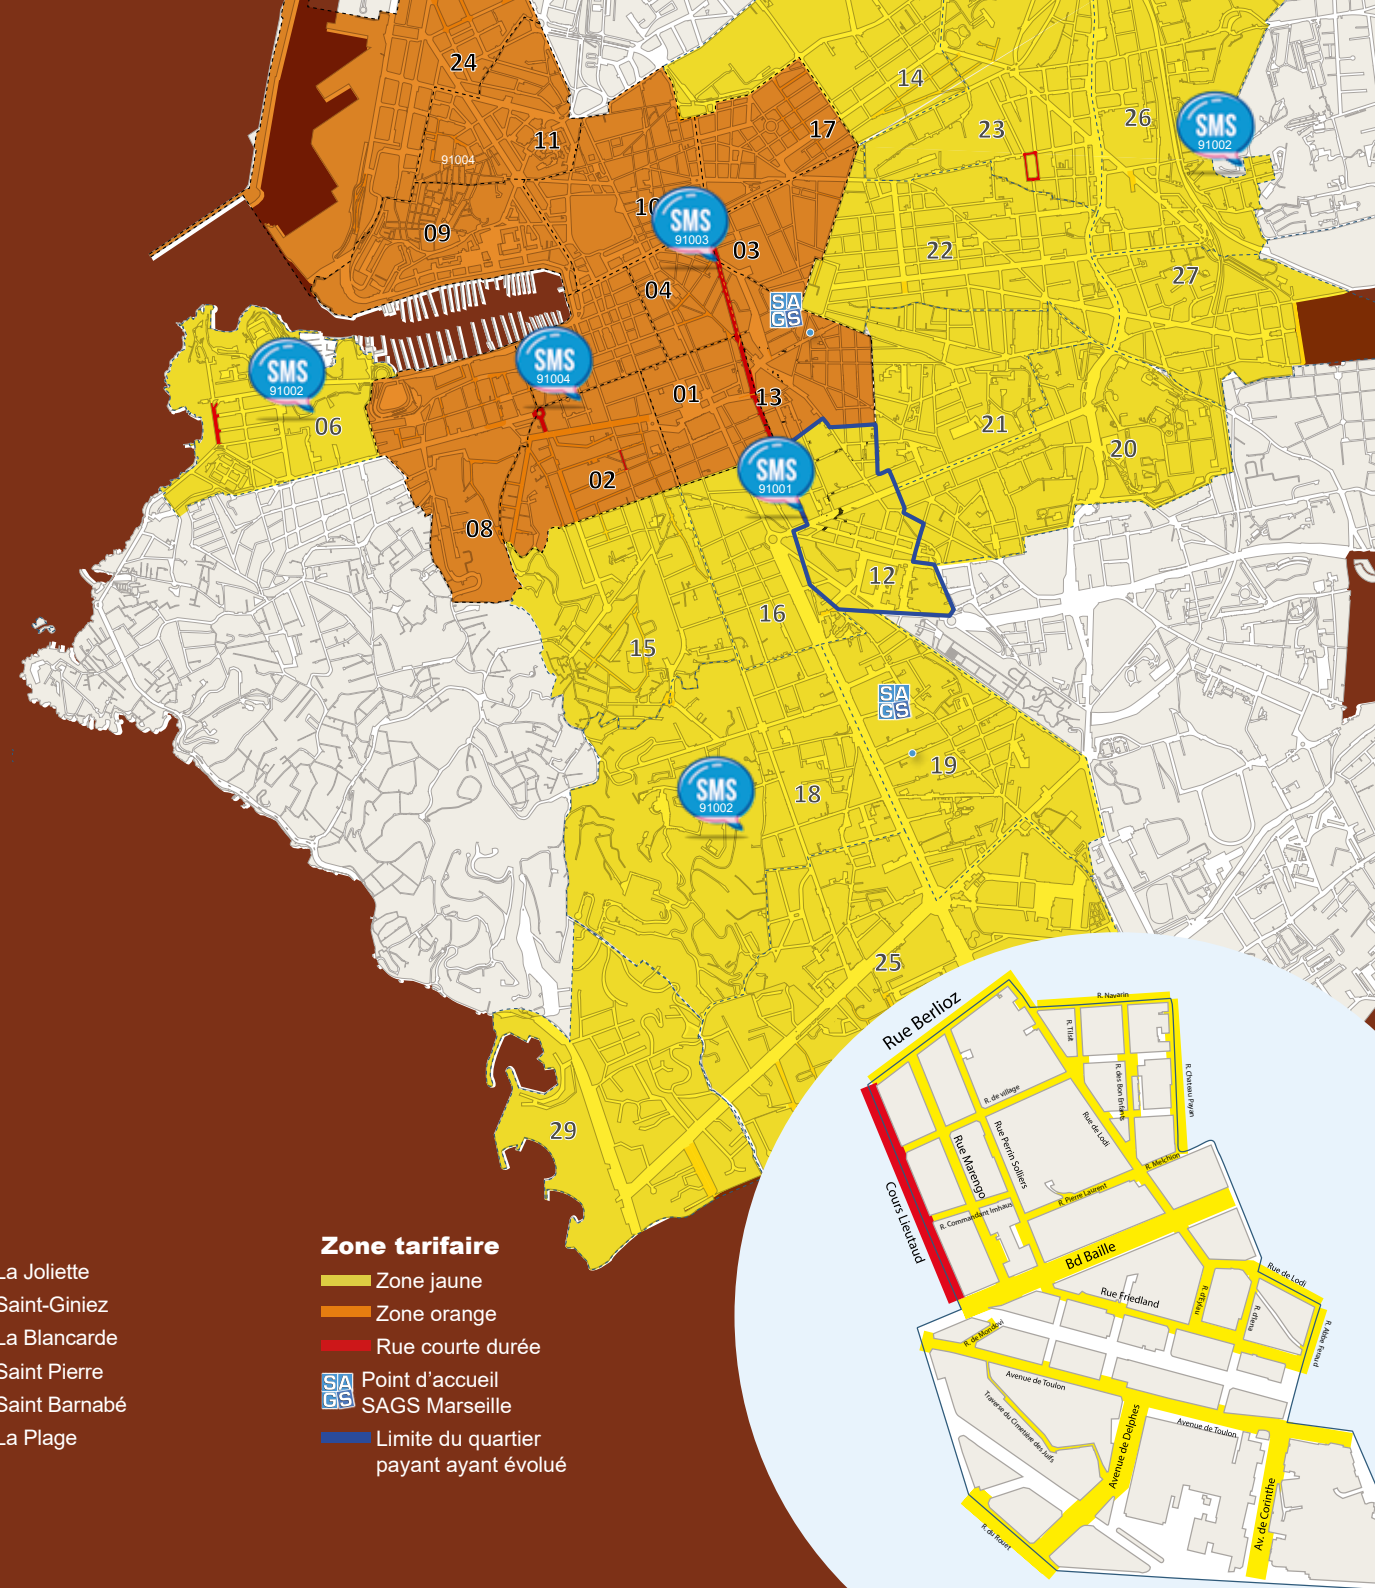 24
14
11
17
23
26
SMS
91002
91004
10
SMS
91003
09
03
22
27
04
SA
GS
SMS
91002
SMS
91004
01
13
06
21
20
SMS
91001
02
08
12
16
15
SA
GS
19
SMS
91002
18
25
29
Rue Berlioz
R. Navarin
R. Tilsit
R. des Bon Enfants
R. Chateau Payan
R. de village
Rue de Lodi
Rue Marengo
Rue Perrin Solliers
R. Melchion
R. Pierre Laurent
R. Commandant Imhaus
Cours Lieutaud
Bd Baille
Rue de Lodi
Rue Friedland
R. d'Eylau
R. d'Iena
R. Abbe Feraud
R. de Mondovi
Avenue de Toulon
Traverse du Cimetière des Juifs
Avenue de Delphes
Avenue de Toulon
Av. de Corinthe
R. du Rouet
La Joliette
Saint-Giniez
La Blancarde
Saint Pierre
Saint Barnabé
La Plage
Zone tarifaire
Zone jaune
Zone orange
Rue courte durée
SA
GS
Point d'accueil
SAGS Marseille
Limite du quartier
payant ayant évolué